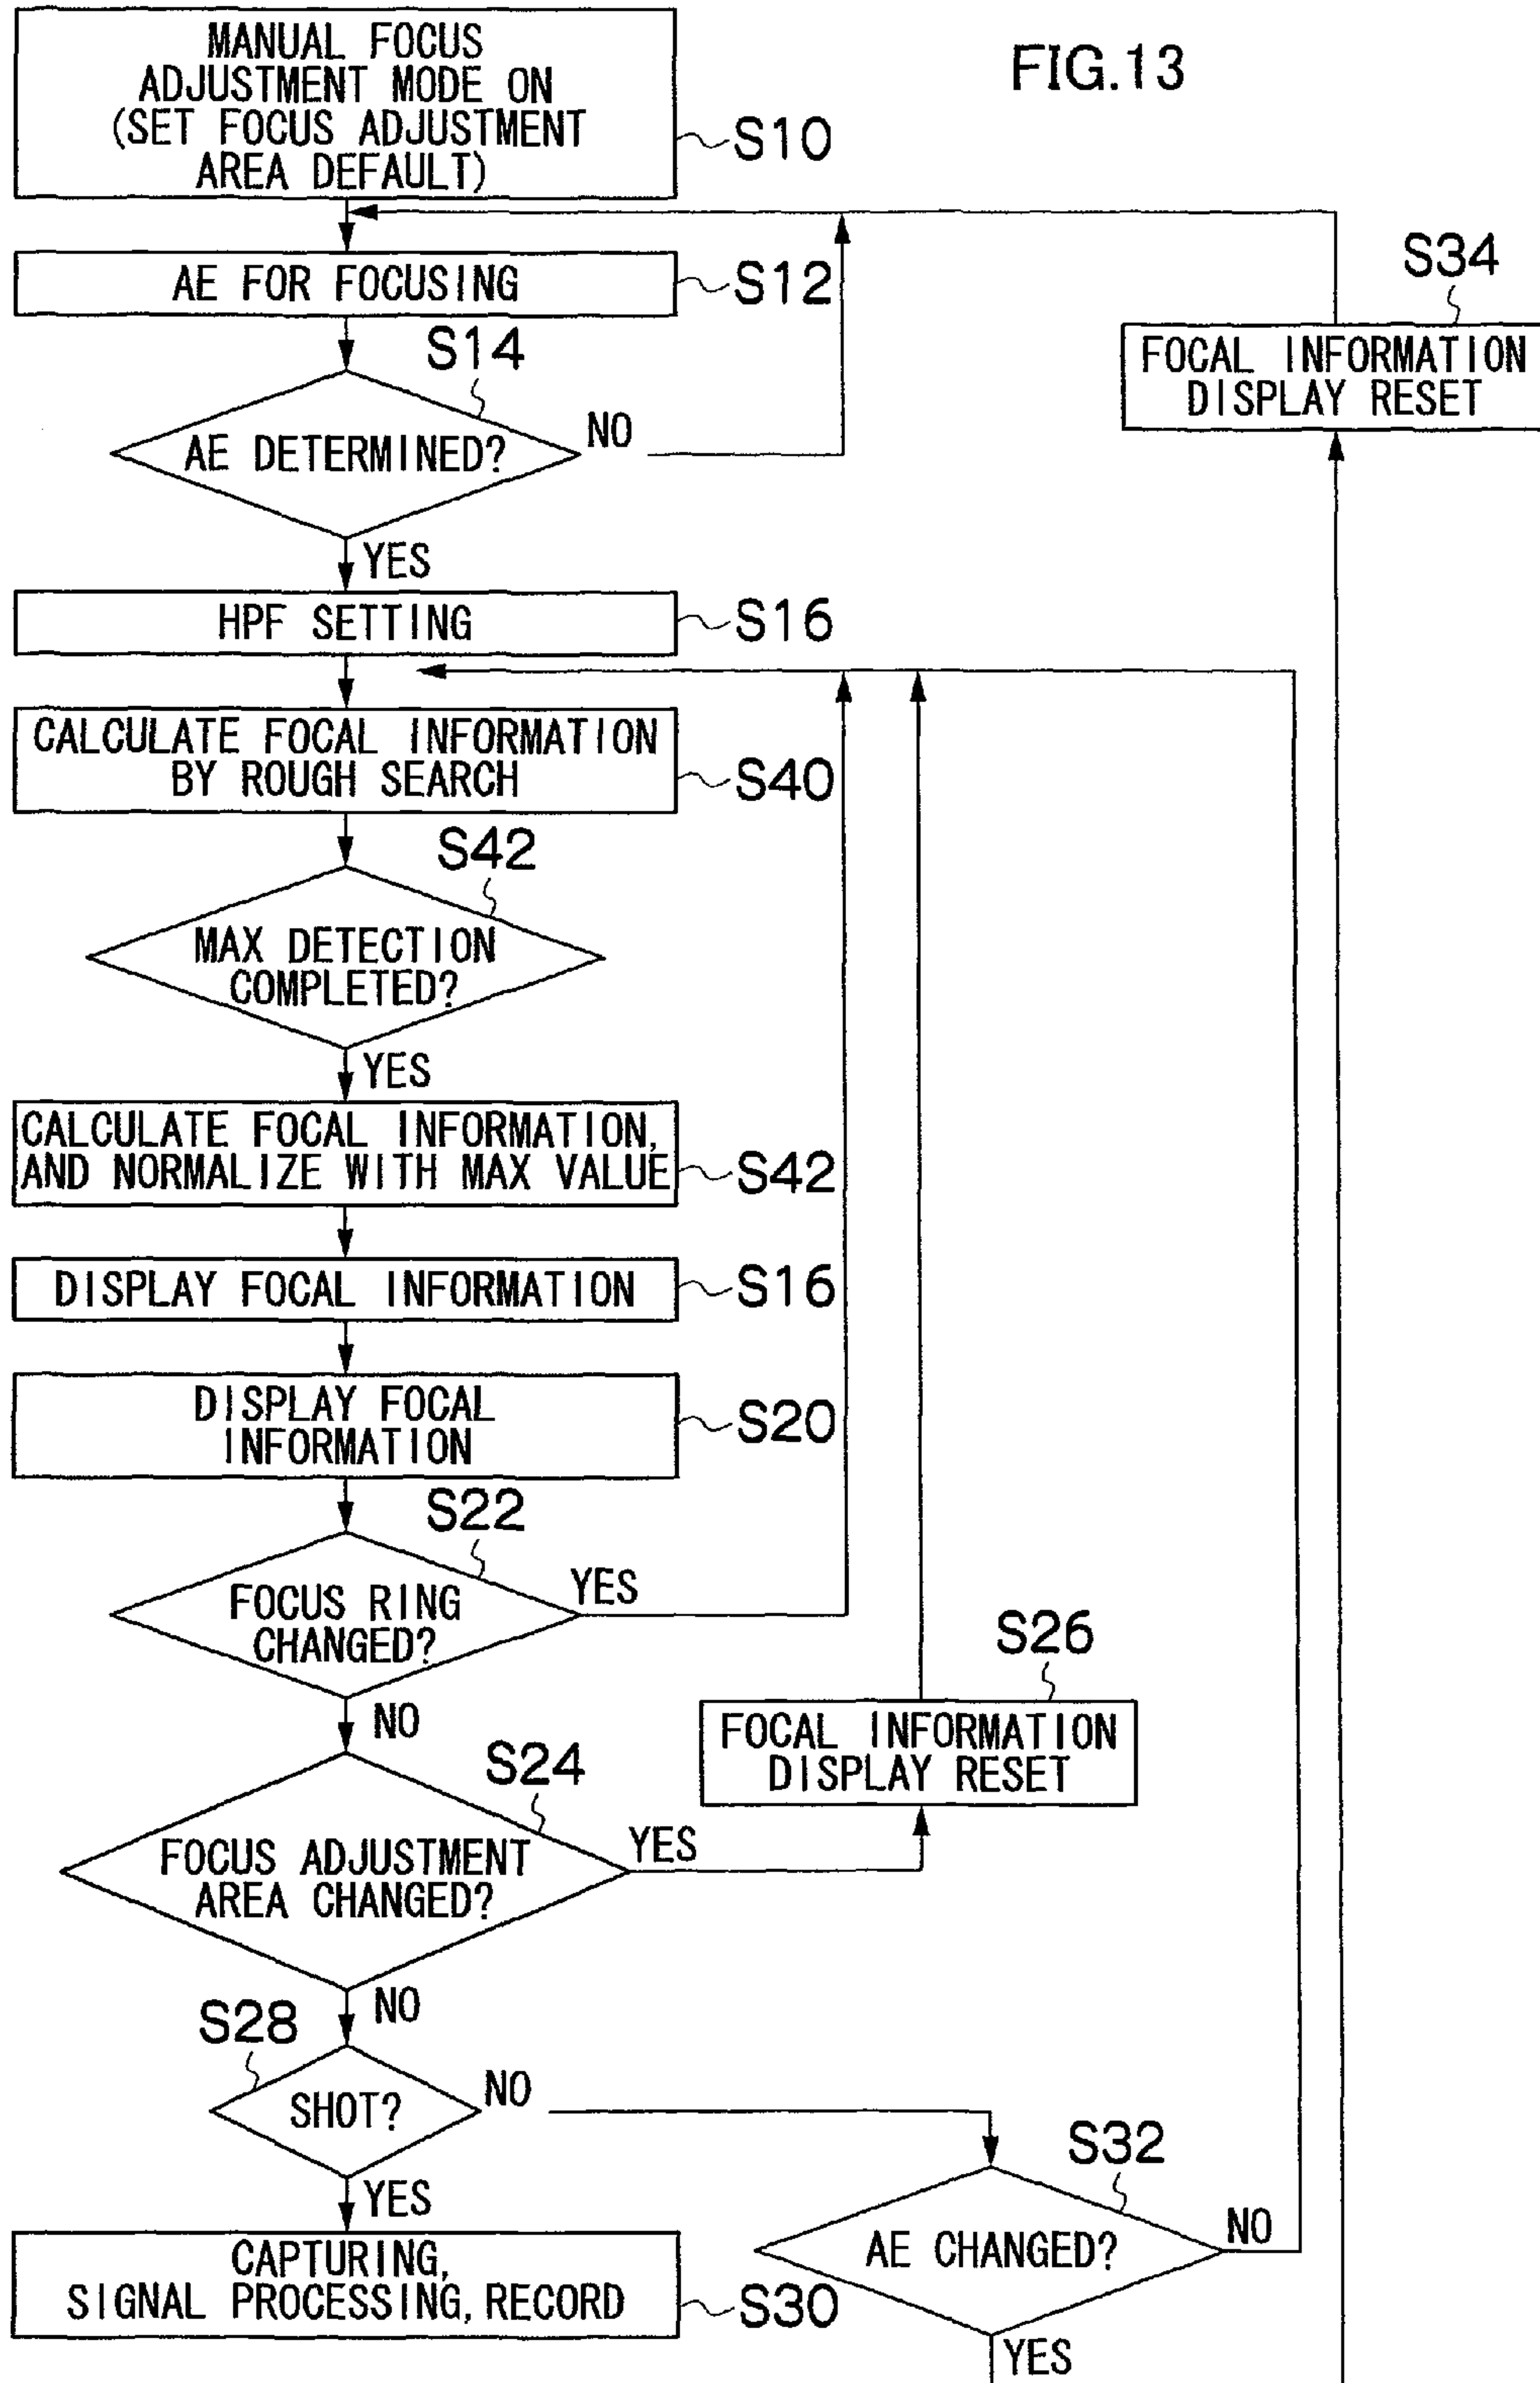 FIG.13
MANUAL FOCUS
ADJUSTMENT MODE ON
(SET FOCUS ADJUSTMENT
AREA DEFAULT)
S10
AE FOR FOCUSING
S12
S34
FOCAL INFORMATION
DISPLAY RESET
S14
AE DETERMINED?
NO
YES
HPF SETTING
S16
CALCULATE FOCAL INFORMATION
BY ROUGH SEARCH
S40
S42
MAX DETECTION
COMPLETED?
YES
CALCULATE FOCAL INFORMATION,
AND NORMALIZE WITH MAX VALUE
S42
DISPLAY FOCAL INFORMATION
S16
DISPLAY FOCAL
INFORMATION
S20
S22
FOCUS RING
CHANGED?
YES
NO
S26
FOCAL INFORMATION
DISPLAY RESET
S24
FOCUS ADJUSTMENT
AREA CHANGED?
YES
NO
S28
SHOT?
NO
YES
S32
AE CHANGED?
NO
YES
CAPTURING,
SIGNAL PROCESSING, RECORD
S30